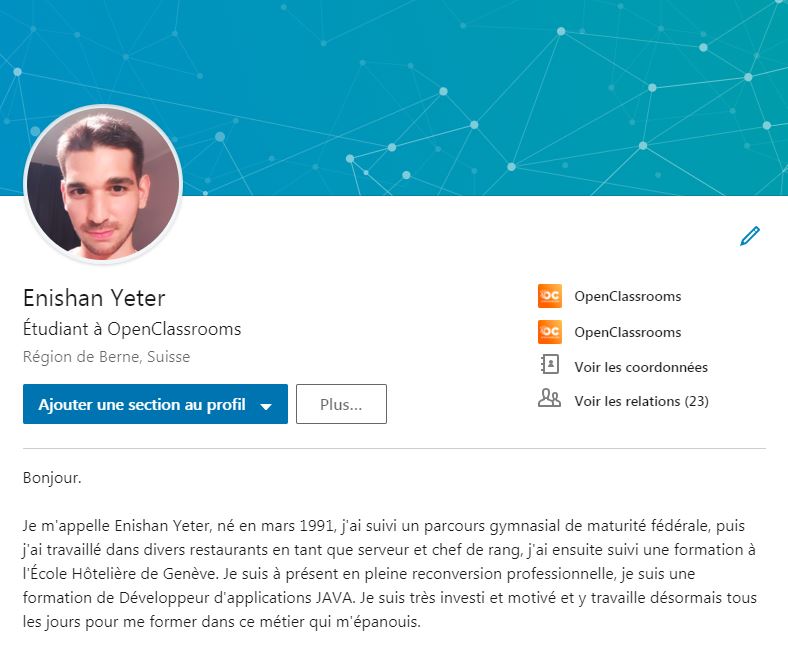 Enishan Yeter
Étudiant à OpenClassrooms
Région de Berne, Suisse
Ajouter une section au profil
Plus...
OC
OpenClassrooms
OC
OpenClassrooms
Voir les coordonnées
Voir les relations (23)
Bonjour.
Je m'appelle Enishan Yeter, né en mars 1991, j'ai suivi un parcours gymnasial de maturité fédérale, puis
j'ai travaillé dans divers restaurants en tant que serveur et chef de rang, j'ai ensuite suivi une formation à
l'École Hôtelière de Genève. Je suis à présent en pleine reconversion professionnelle, je suis une
formation de Développeur d'applications JAVA. Je suis très investi et motivé et y travaille désormais tous
les jours pour me former dans ce métier qui m'épanouis.